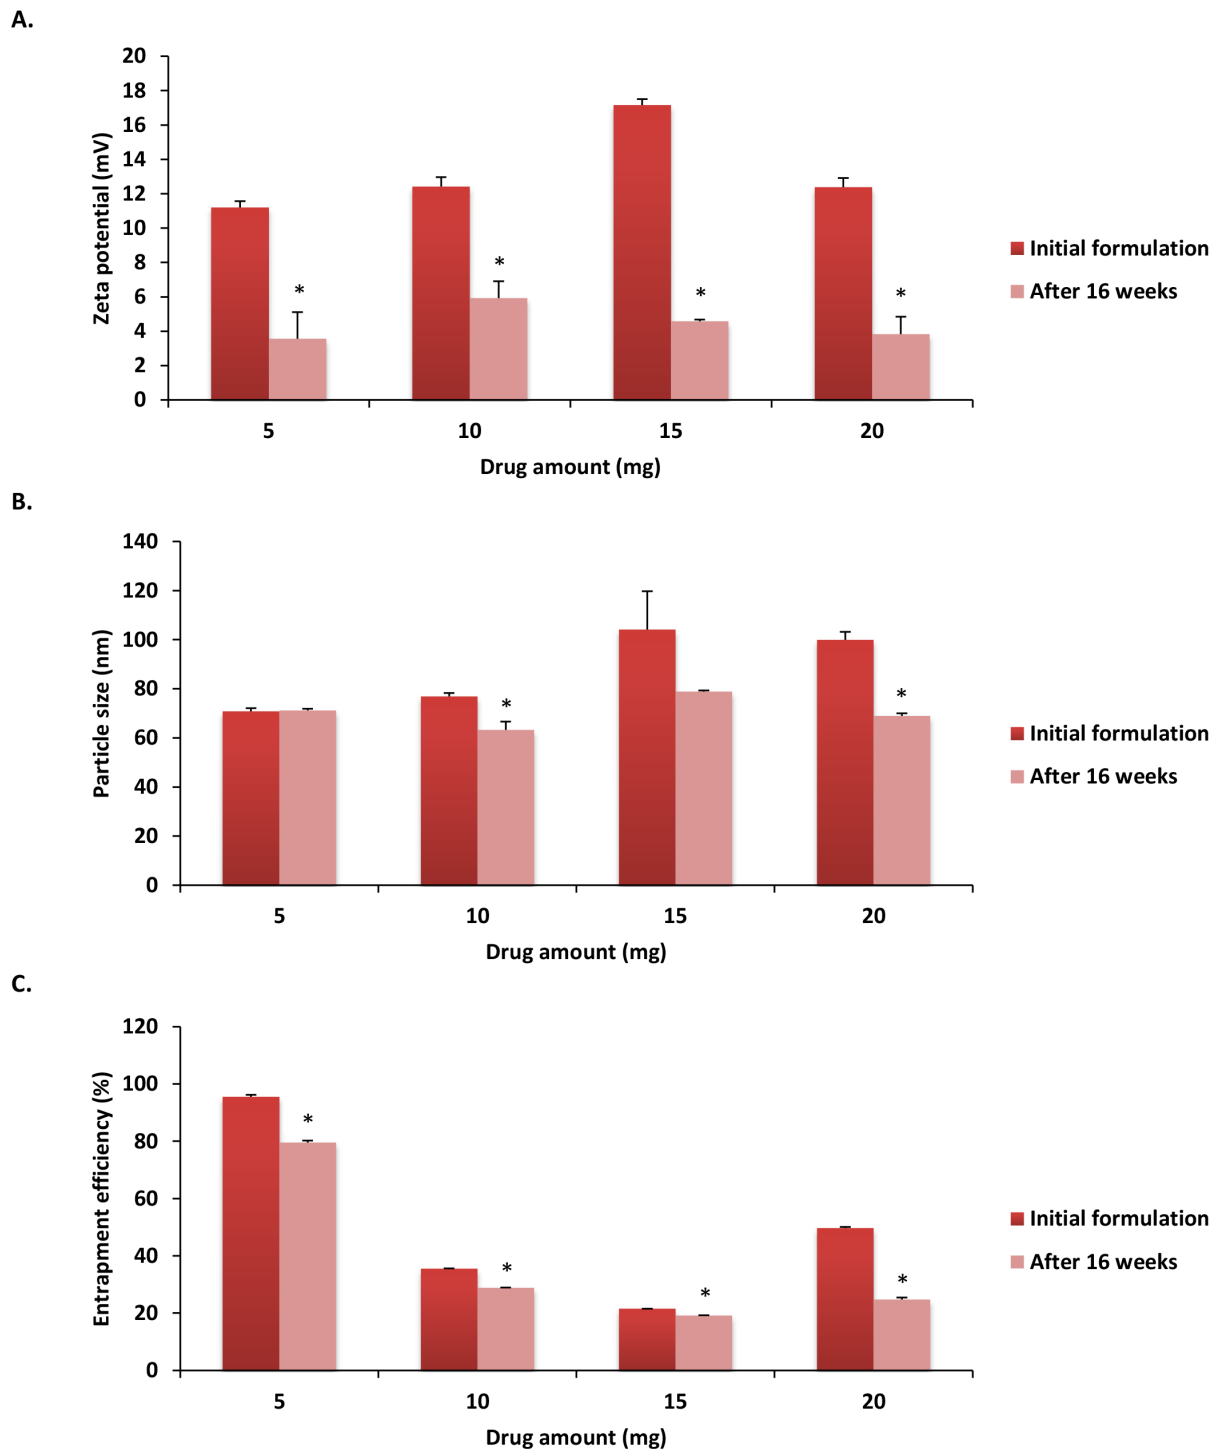 A.
20
18
16
14
12
10
8
6
4
2
0
Zeta potential (mV)
* * * *
5 10 15 20
Drug amount (mg)
Initial formulation
After 16 weeks
B.
140
120
100
80
60
40
20
0
Particle size (nm)
* *
5 10 15 20
Drug amount (mg)
Initial formulation
After 16 weeks
C.
120
100
80
60
40
20
0
Entrapment efficiency (%)
* * * *
5 10 15 20
Drug amount (mg)
Initial formulation
After 16 weeks